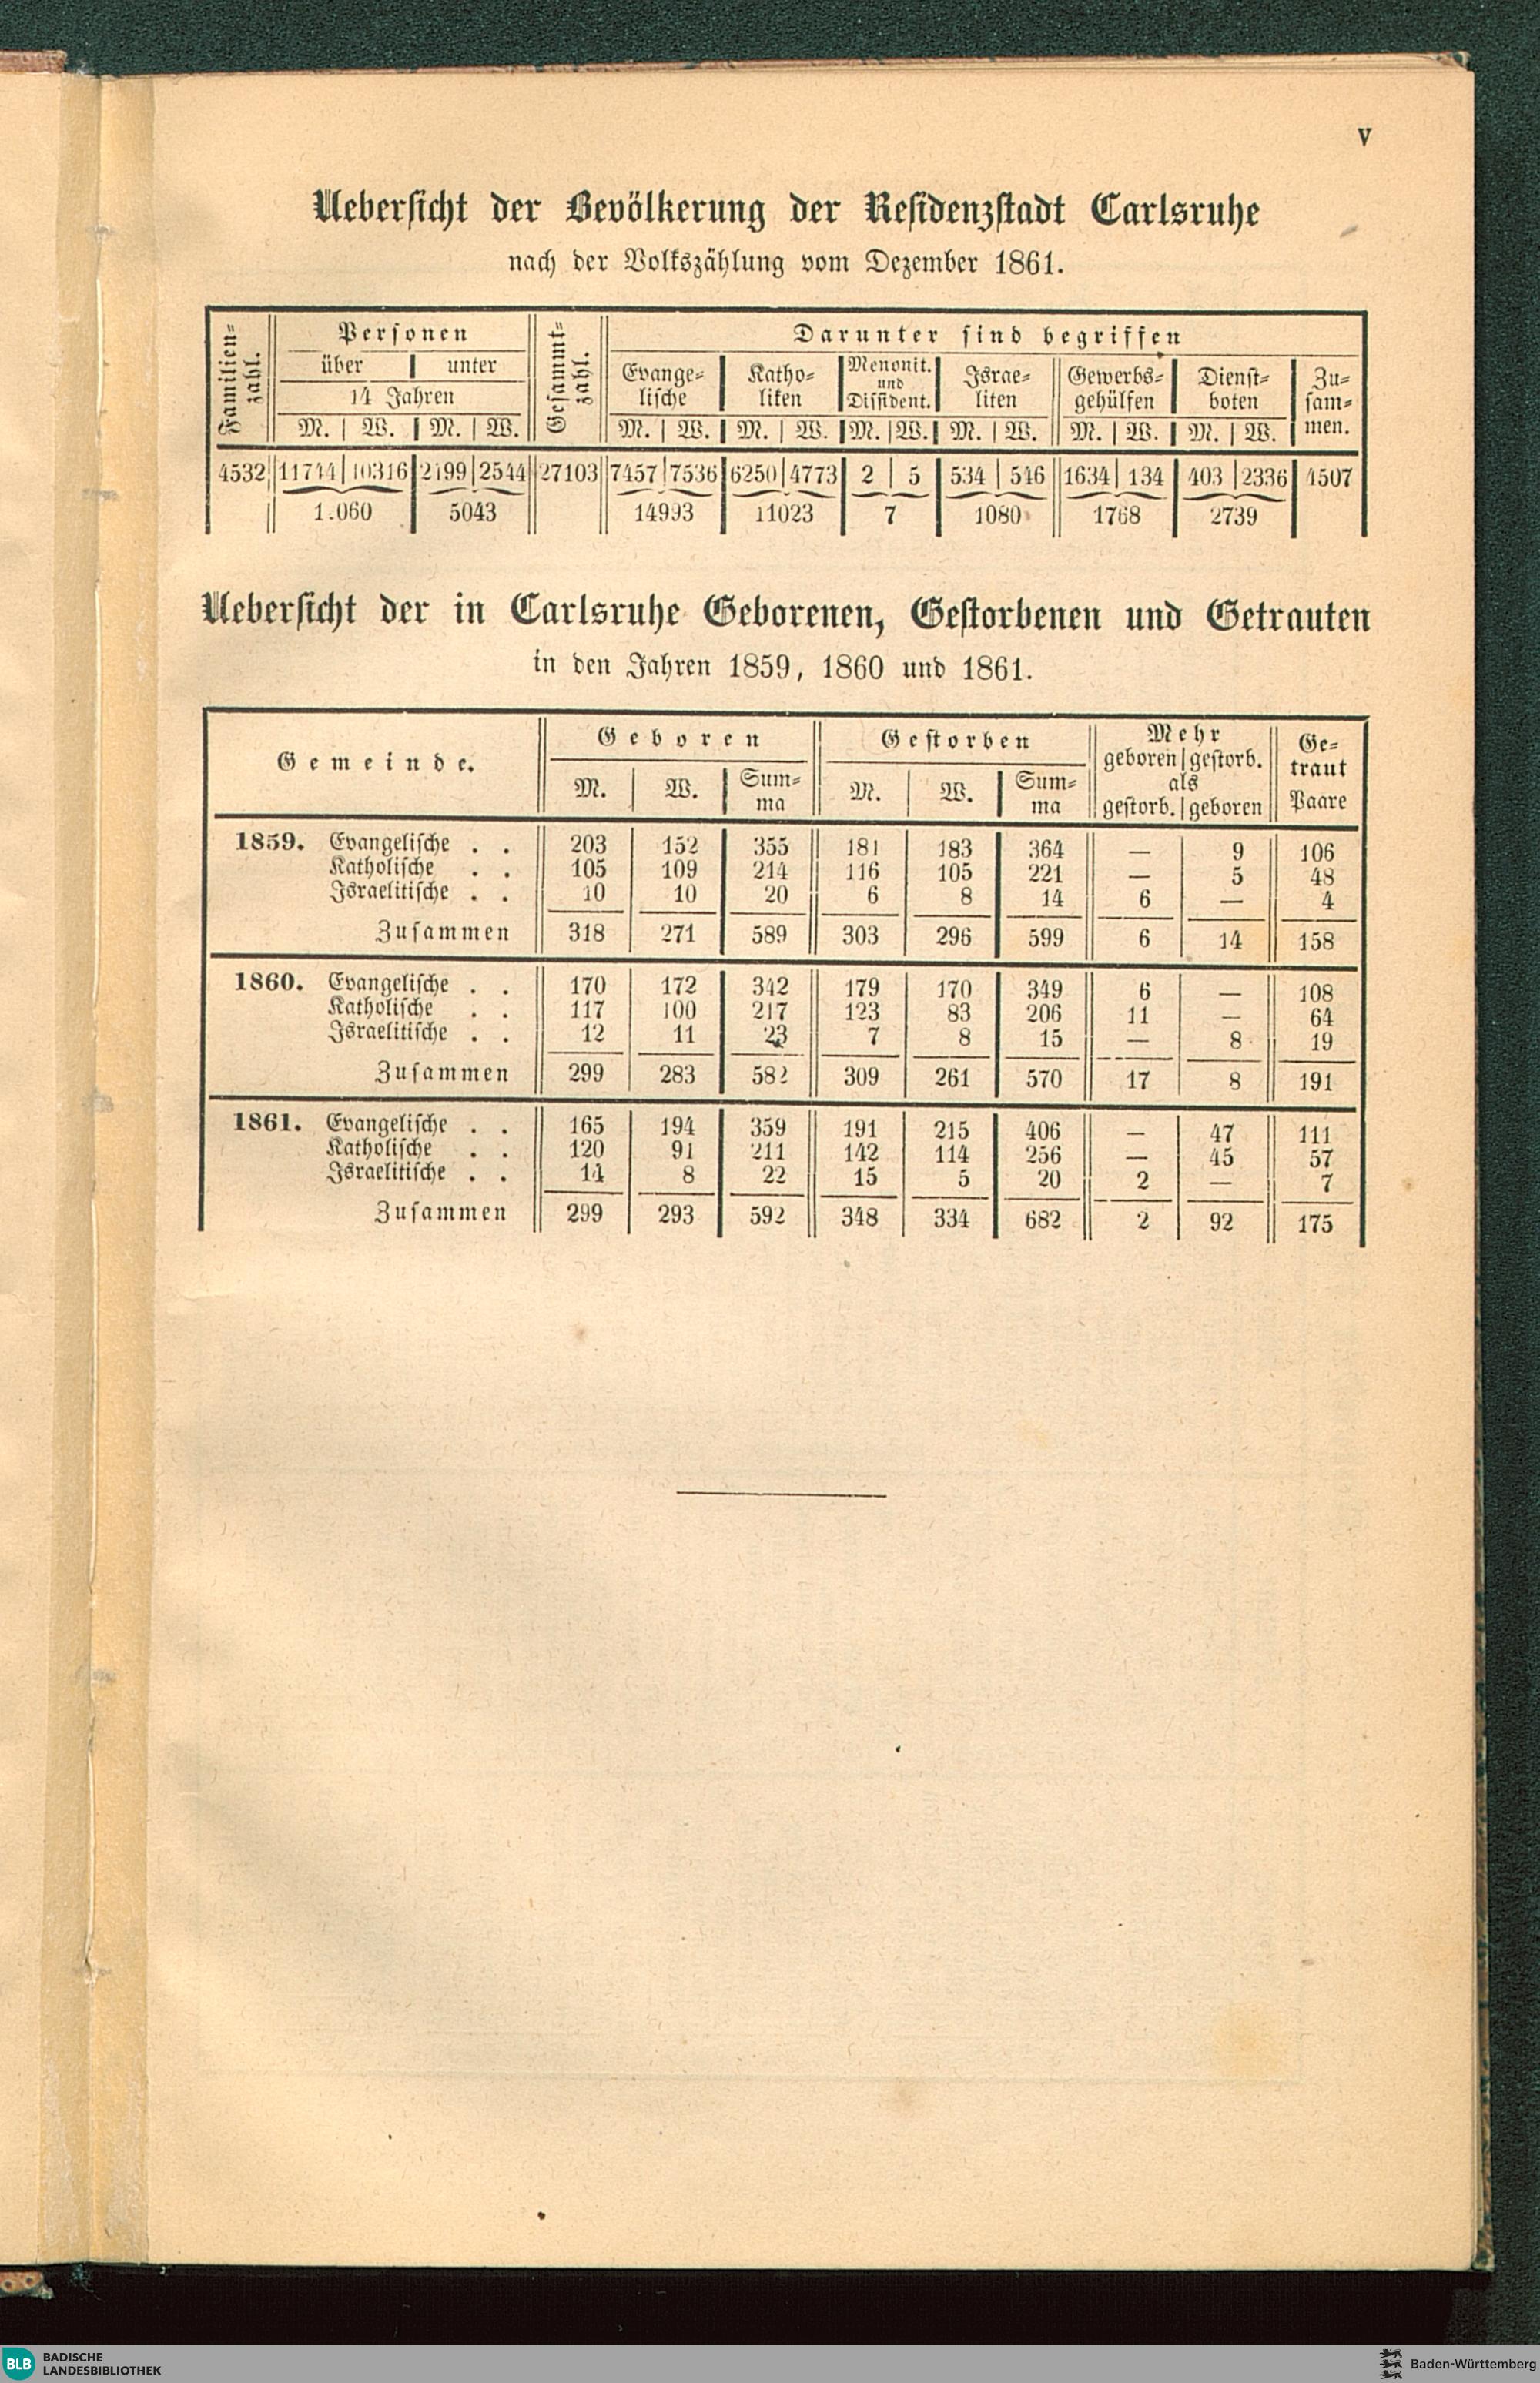 V
Uebersicht der Bevölkerung der Residenzstadt Carlsruhe
nach der Volkszählung vom Dezember 1861.
Familien-zahl. Personen Gesammt-zahl. Darunter sind begriffen
über unter Evange- Katho- Menonit. Israe- Gewerbs- Dienst- Zu-
14 Jahren lische liken und Dissident. liten gehülfen boten sam-
M. W. M. W. M. W. M. W. M. W. M. W. M. W. M. W. men.
4532 11744 10316 2499 2544 27103 7457 7536 6250 4773 2 5 534 546 1634 134 403 2336 4507
5043 14993 11023 7 1080 1768 2739
Uebersicht der in Carlsruhe Geborenen, Gestorbenen und Getrauten
in den Jahren 1859, 1860 und 1861.
Gemeinde. Geboren Gestorben Mehr Ge-
geboren gestorb. traut
M. W. Sum- M. W. Sum- als Paare
ma ma gestorb. geboren
1859. Evangelische . . 203 152 355 181 183 364 — 9 106
Katholische . . 105 109 214 116 105 221 — 5 48
Israelitische . . 10 10 20 6 8 14 6 — 4
Zusammen 318 271 589 303 296 599 6 14 158
1860. Evangelische . . 170 172 342 179 170 349 6 — 108
Katholische . . 117 100 217 123 83 206 11 — 64
Israelitische . . 12 11 23 7 8 15 — 8 19
Zusammen 299 283 582 309 261 570 17 8 191
1861. Evangelische . . 165 194 359 191 215 406 — 47 111
Katholische . . 120 91 211 142 114 256 — 45 57
Israelitische . . 14 8 22 15 5 20 2 — 7
Zusammen 299 293 592 348 334 682 2 92 175
BLB BADISCHE
LANDESBIBLIOTHEK
Baden-Württemberg